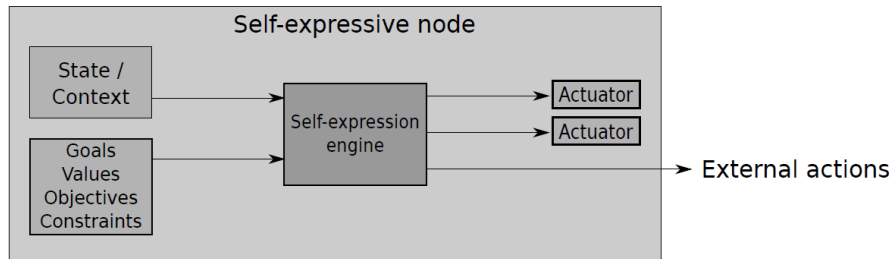 Self-expressive node
State /
Context
Goals
Values
Objectives
Constraints
Self-expression
engine
Actuator
Actuator
External actions